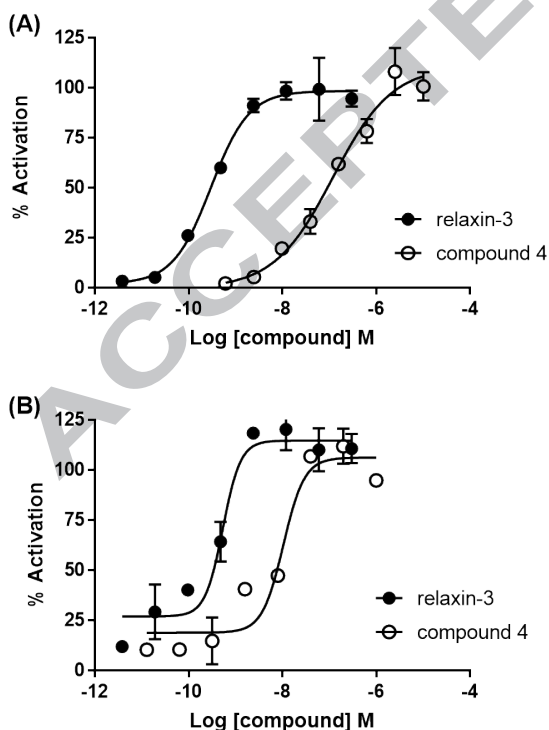 (A)
125
100
75
50
25
0
% Activation
-12
-10
-8
-6
-4
Log [compound] M
relaxin-3
compound 4
(B)
125
100
75
50
25
0
% Activation
-12
-10
-8
-6
-4
Log [compound] M
relaxin-3
compound 4
ACCEPTE